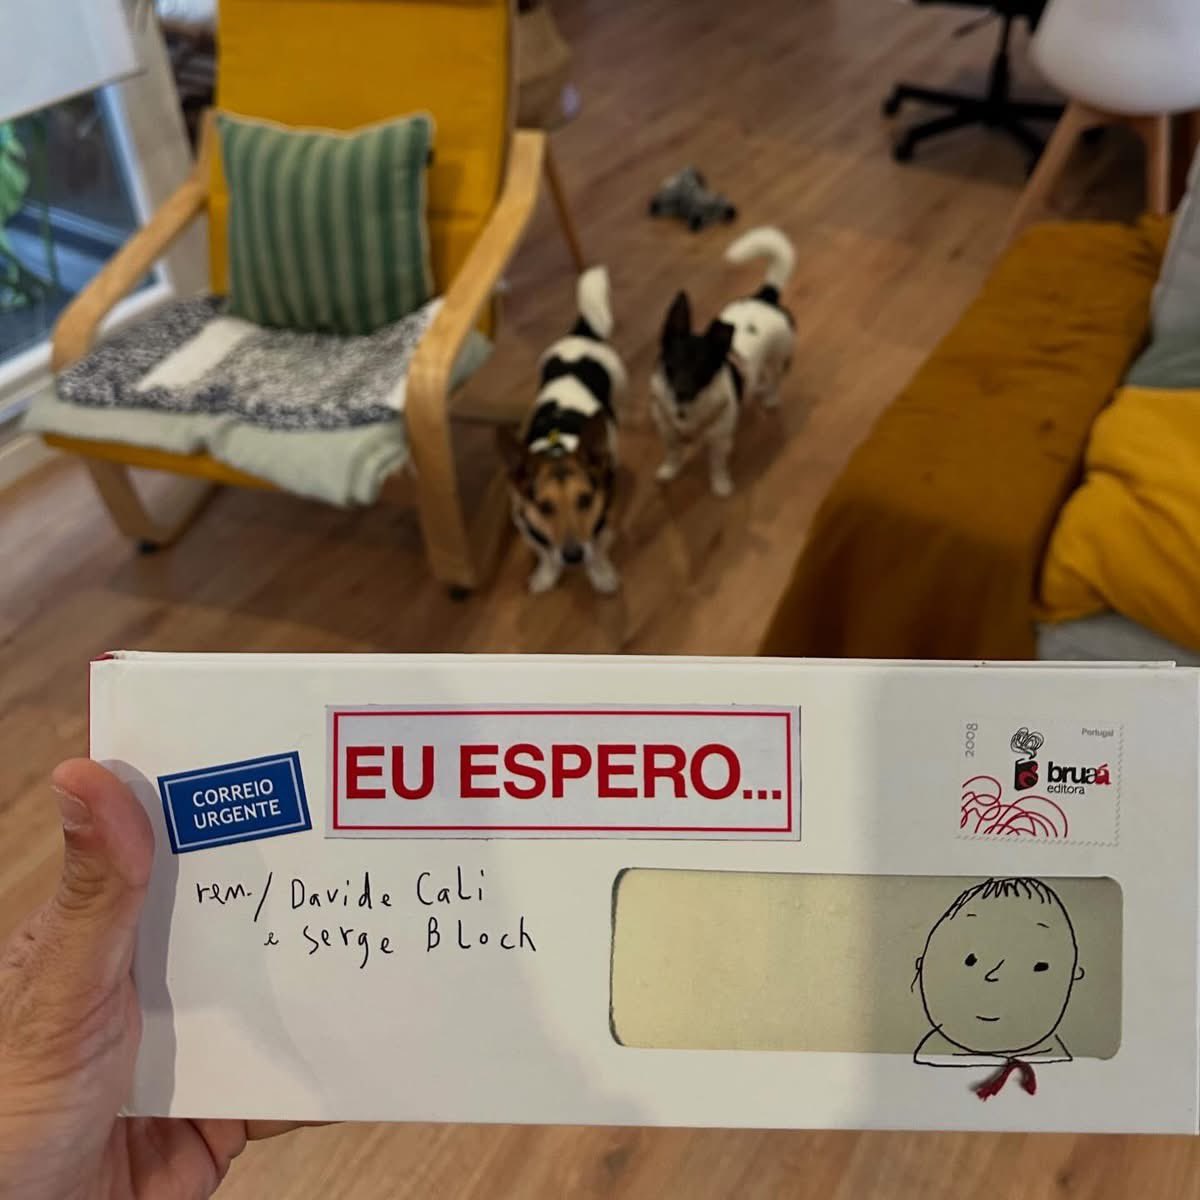 EU ESPERO...
CORREIO
URGENTE
2008
Portugal
bruaá
editora
rem./ Davide Cali
e Serge Bloch